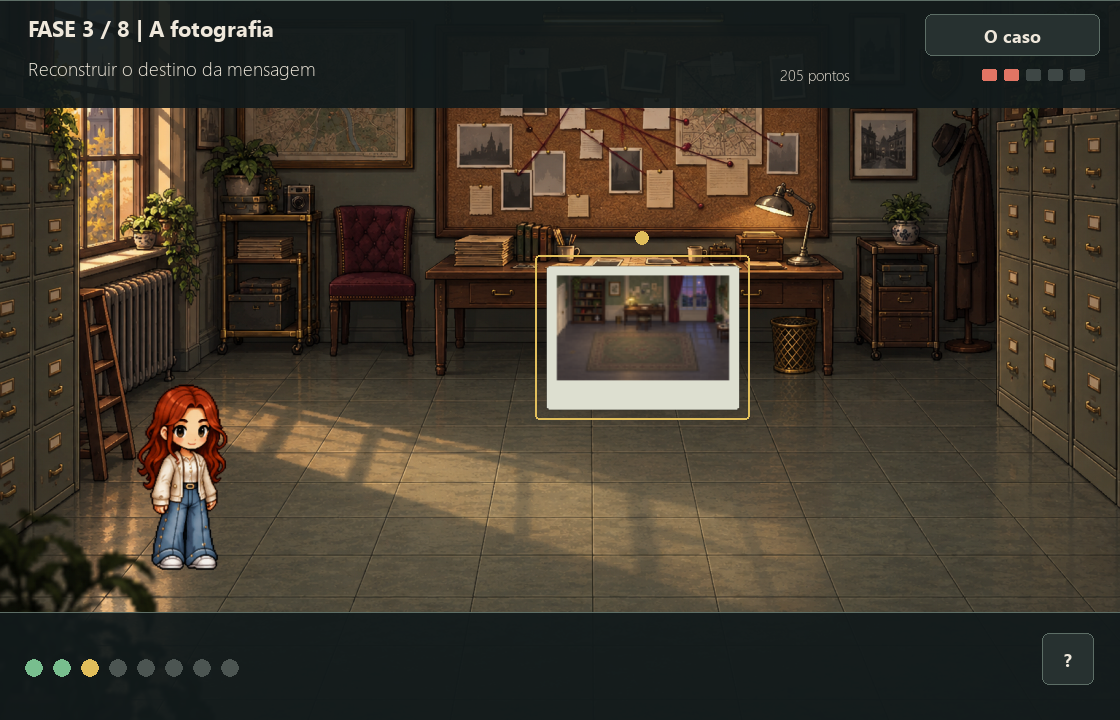 FASE 3 / 8 | A fotografia
O caso
Reconstruir o destino da mensagem
205 pontos
?